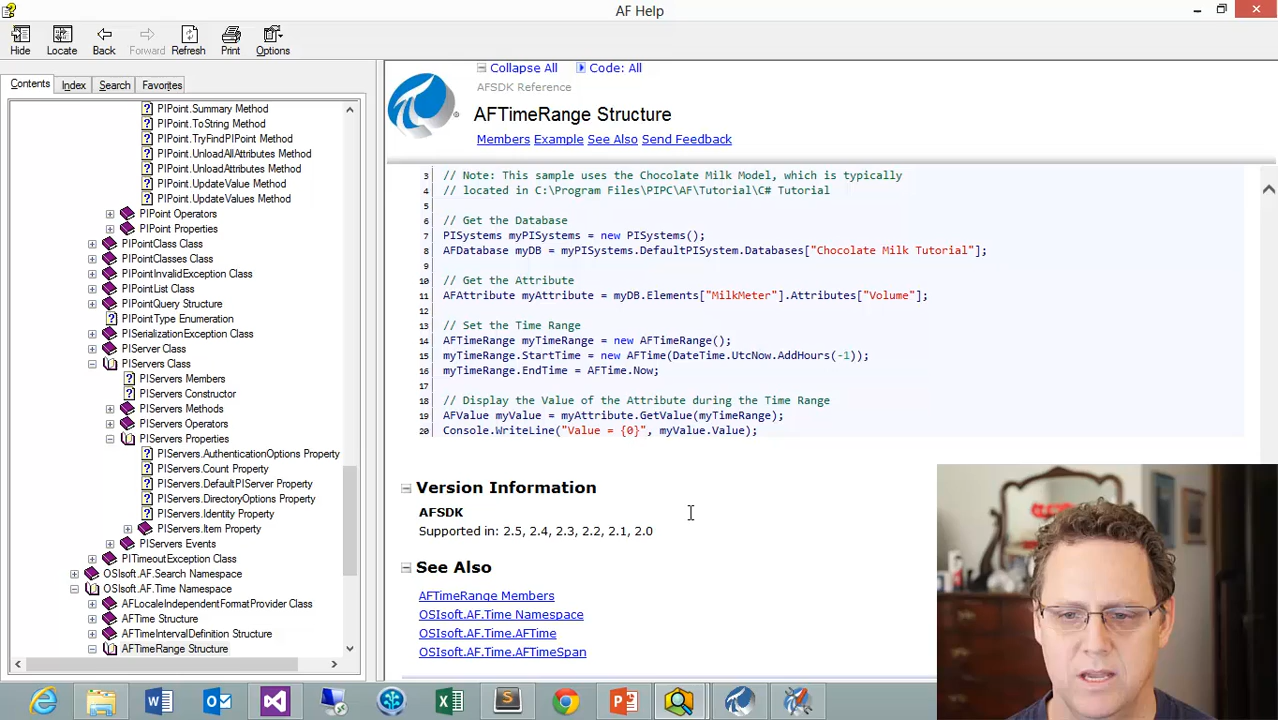 AF Help
Hide Locate Back Forward Refresh Print Options
Contents Index Search Favorites
PIPoint.Summary Method
PIPoint.ToString Method
PIPoint.TryFindPIPoint Method
PIPoint.UnloadAllAttributes Method
PIPoint.UnloadAttributes Method
PIPoint.UpdateValue Method
PIPoint.UpdateValues Method
PIPoint Operators
PIPoint Properties
PIPointClass Class
PIPointClasses Class
PIPointInvalidException Class
PIPointList Class
PIPointQuery Structure
PIPointType Enumeration
PISerializationException Class
PIServer Class
PIServers Class
PIServers Members
PIServers Constructor
PIServers Methods
PIServers Operators
PIServers Properties
PIServers.AuthenticationOptions Property
PIServers.Count Property
PIServers.DefaultPIServer Property
PIServers.DirectoryOptions Property
PIServers.Identity Property
PIServers.Item Property
PIServers Events
PITimeoutException Class
OSIsoft.AF.Search Namespace
OSIsoft.AF.Time Namespace
AFLocaleIndependentFormatProvider Class
AFTime Structure
AFTimeIntervalDefinition Structure
AFTimeRange Structure
Collapse All Code: All
AFSDK Reference
AFTimeRange Structure
Members Example See Also Send Feedback
3 // Note: This sample uses the Chocolate Milk Model, which is typically
4 // located in C:\Program Files\PIPC\AF\Tutorial\C# Tutorial
5
6 // Get the Database
7 PISystems myPISystems = new PISystems();
8 AFDatabase myDB = myPISystems.DefaultPISystem.Databases["Chocolate Milk Tutorial"];
9
10 // Get the Attribute
11 AFAttribute myAttribute = myDB.Elements["MilkMeter"].Attributes["Volume"];
12
13 // Set the Time Range
14 AFTimeRange myTimeRange = new AFTimeRange();
15 myTimeRange.StartTime = new AFTime(DateTime.UtcNow.AddHours(-1));
16 myTimeRange.EndTime = AFTime.Now;
17
18 // Display the Value of the Attribute during the Time Range
19 AFValue myValue = myAttribute.GetValue(myTimeRange);
20 Console.WriteLine("Value = {0}", myValue.Value);
Version Information
AFSDK
Supported in: 2.5, 2.4, 2.3, 2.2, 2.1, 2.0
See Also
AFTimeRange Members
OSIsoft.AF.Time Namespace
OSIsoft.AF.Time.AFTime
OSIsoft.AF.Time.AFTimeSpan